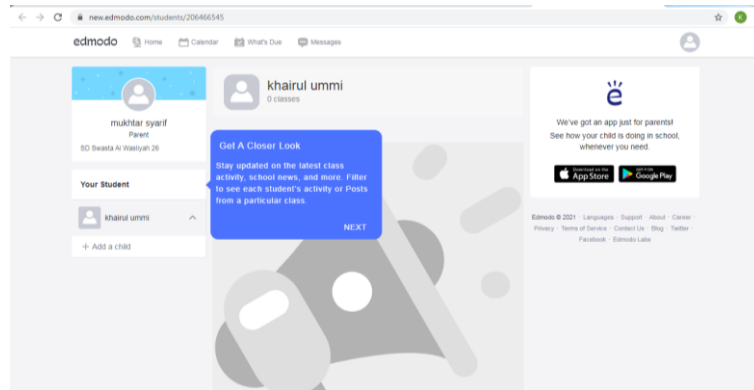 new.edmodo.com/students/206466545
K
edmodo Home Calendar What's Due Messages
mukhtar syarif
Parent
SD Swasta Al Wasliyah 26
Your Student
khairul ummi
+ Add a child
khairul ummi
0 classes
Get A Closer Look
Stay updated on the latest class
activity, school news, and more. Filter
to see each student's activity or Posts
from a particular class.
NEXT
ë
We've got an app just for parents!
See how your child is doing in school,
whenever you need.
Download on the App Store
Google Play
Edmodo © 2021 · Languages · Support · About · Career ·
Privacy · Terms of Service · Contact Us · Blog · Twitter ·
Facebook · Edmodo Labs